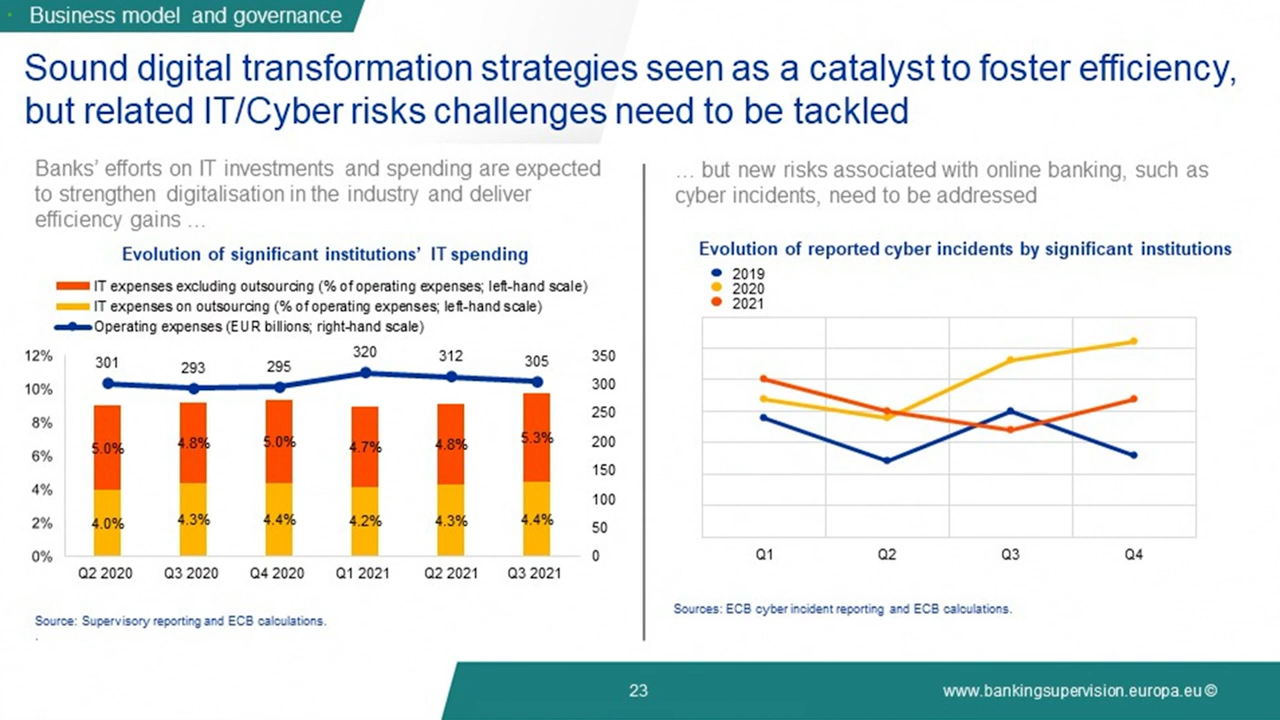 Business model and governance
Sound digital transformation strategies seen as a catalyst to foster efficiency,
but related IT/Cyber risks challenges need to be tackled
Banks' efforts on IT investments and spending are expected
to strengthen digitalisation in the industry and deliver
efficiency gains ...
Evolution of significant institutions' IT spending
IT expenses excluding outsourcing (% of operating expenses; left-hand scale)
IT expenses on outsourcing (% of operating expenses; left-hand scale)
Operating expenses (EUR billions; right-hand scale)
12%
10%
8%
6%
4%
2%
0%
301
293
295
320
312
305
5.0%
4.8%
5.0%
4.7%
4.8%
5.3%
4.0%
4.3%
4.4%
4.2%
4.3%
4.4%
350
300
250
200
150
100
50
0
Q2 2020
Q3 2020
Q4 2020
Q1 2021
Q2 2021
Q3 2021
Source: Supervisory reporting and ECB calculations.
... but new risks associated with online banking, such as
cyber incidents, need to be addressed
Evolution of reported cyber incidents by significant institutions
2019
2020
2021
Q1
Q2
Q3
Q4
Sources: ECB cyber incident reporting and ECB calculations.
23
www.bankingsupervision.europa.eu ©